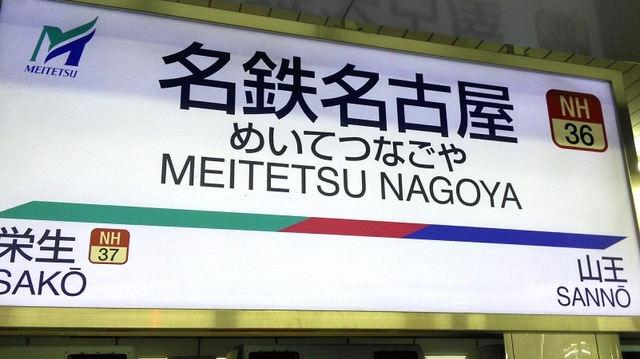 MEITETSU
名鉄名古屋
NH
36
めいてつなごや
MEITETSU NAGOYA
栄生
NH
37
SAKŌ
山王
SANNŌ